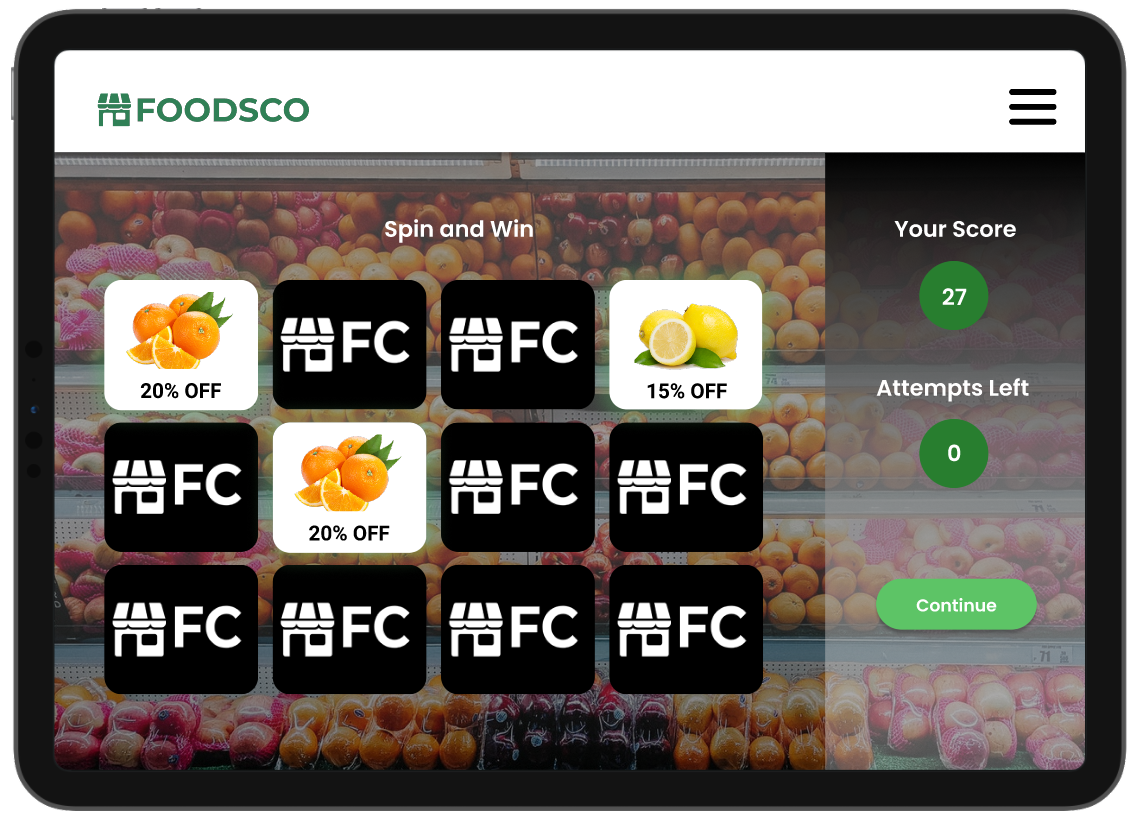 FOODSCO
Spin and Win
Your Score
27
20% OFF
FC
FC
15% OFF
Attempts Left
0
FC
20% OFF
FC
FC
Continue
FC
FC
FC
FC
71